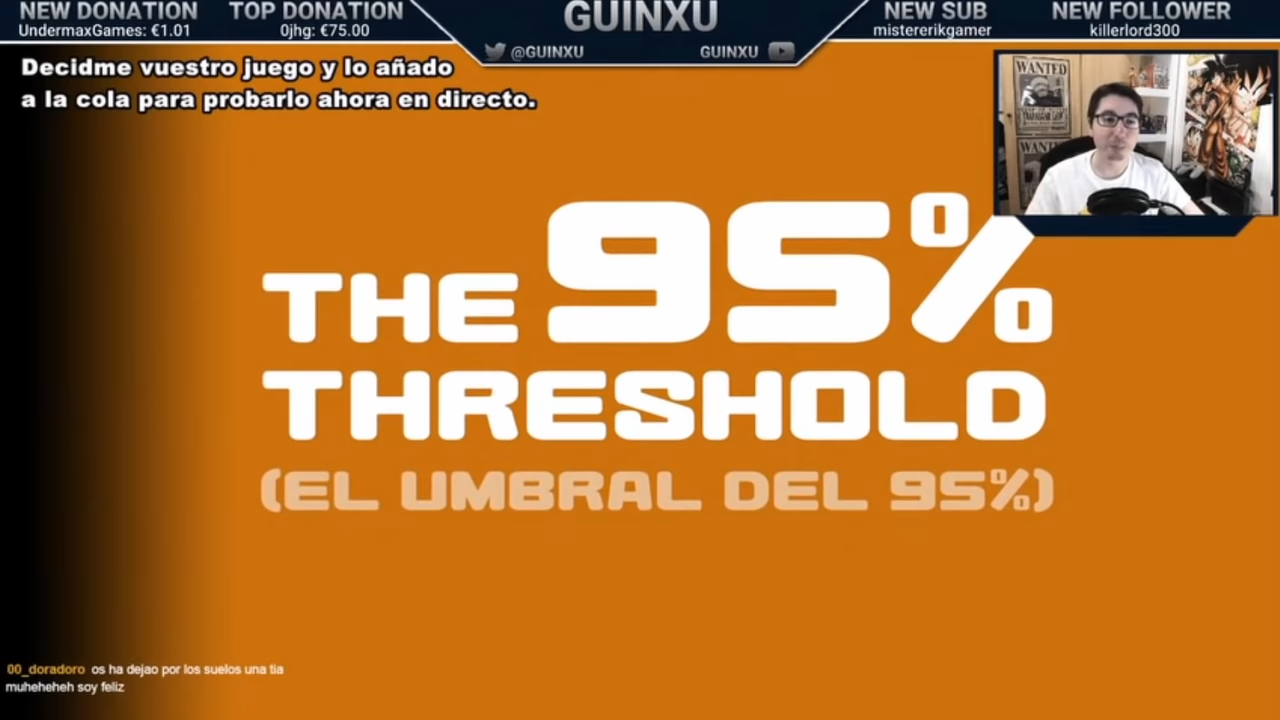 NEW DONATION
UndermaxGames: €1.01
TOP DONATION
0jhg: €75.00
GUINXU
@GUINXU
GUINXU
NEW SUB
mistererikgamer
NEW FOLLOWER
killerlord300
Decidme vuestro juego y lo añado
a la cola para probarlo ahora en directo.
WANTED
WANTED
THE 95%
THRESHOLD
(EL UMBRAL DEL 95%)
00_doradoro os ha dejao por los suelos una tia
muheheheh soy feliz